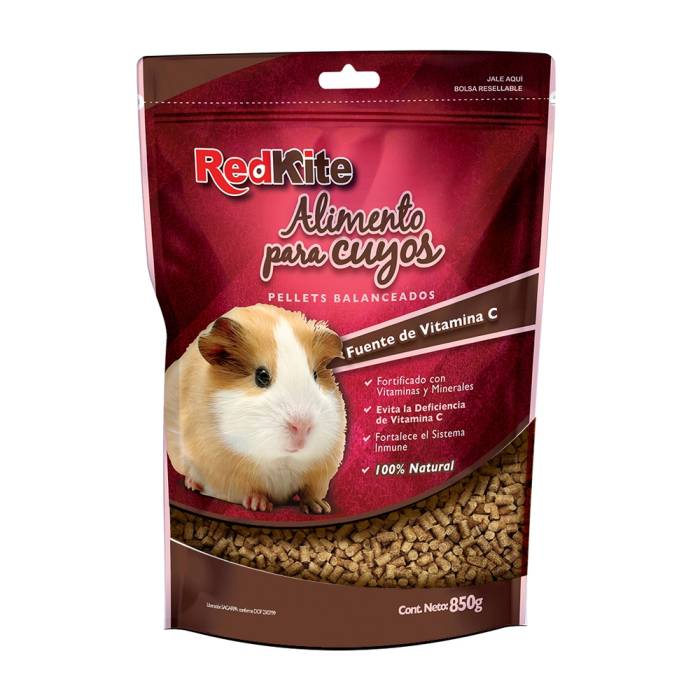 JALE AQUÍ
BOLSA RESELLABLE
RedKite
Alimento
para cuyos
PELLETS BALANCEADOS
Fuente de Vitamina C
✓ Fortificado con
Vitaminas y Minerales
✓ Evita la Deficiencia
de Vitamina C
✓ Fortalece el Sistema
Inmune
✓ 100% Natural
Cont. Neto: 850g